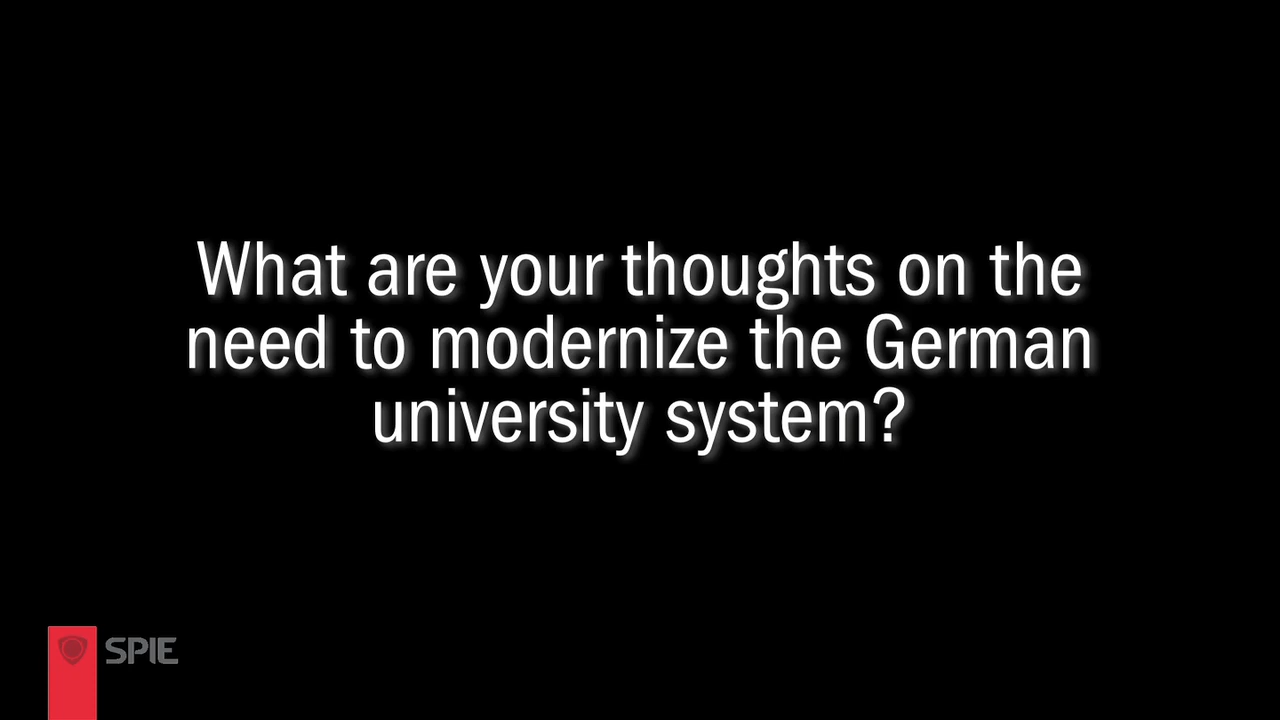 What are your thoughts on the
need to modernize the German
university system?
SPIE